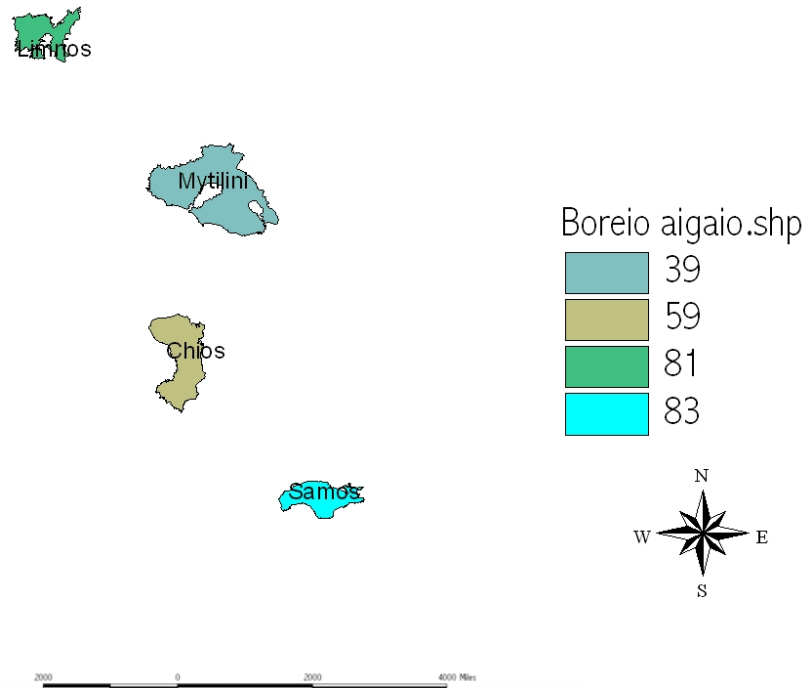 Limnos
Mytilini
Chios
Samos
Boreio aigaio.shp
39
59
81
83
N
W E
S
2000 0 2000 4000 Miles